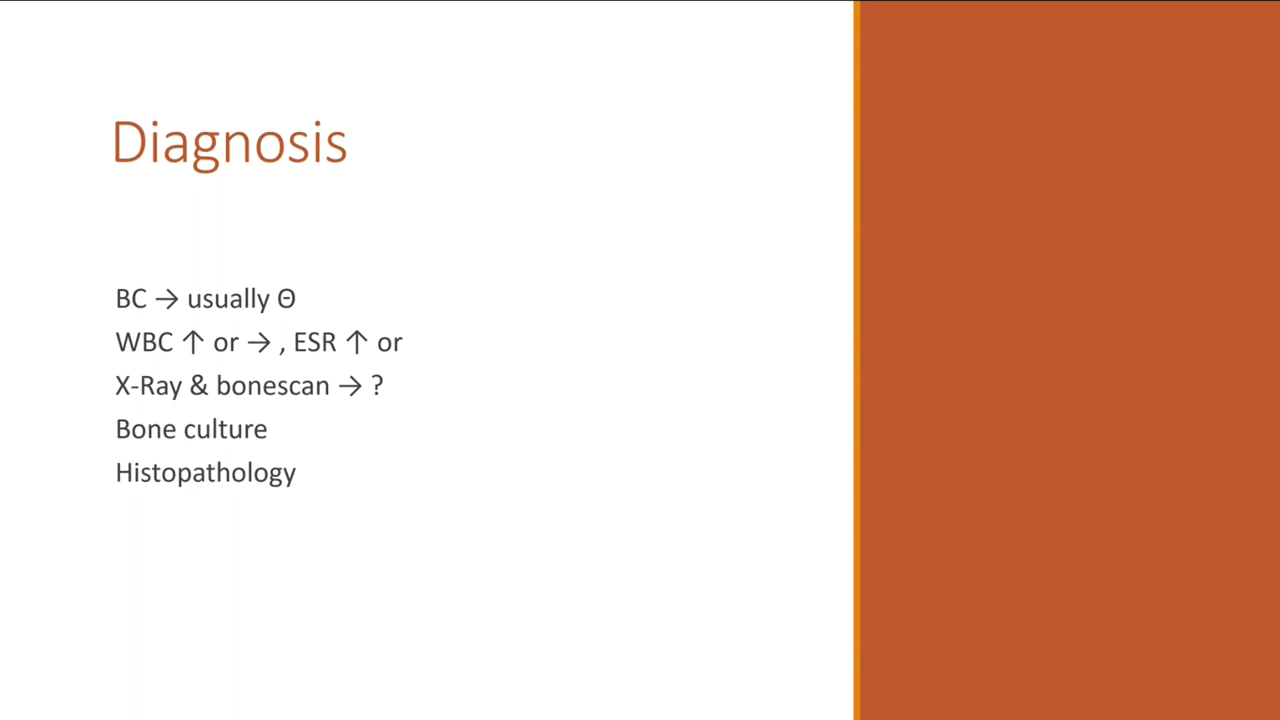 Diagnosis
BC → usually Θ
WBC ↑ or → , ESR ↑ or
X-Ray & bonescan → ?
Bone culture
Histopathology